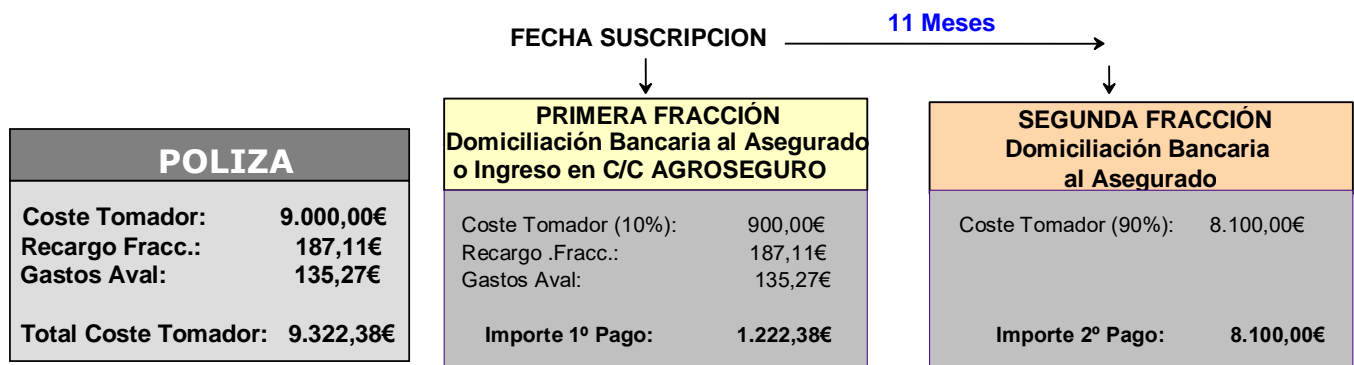 11 Meses
FECHA SUSCRIPCION
POLIZA
Coste Tomador: 9.000,00€
Recargo Fracc.: 187,11€
Gastos Aval: 135,27€
Total Coste Tomador: 9.322,38€
PRIMERA FRACCIÓN
Domiciliación Bancaria al Asegurado
o Ingreso en C/C AGROSEGURO
Coste Tomador (10%): 900,00€
Recargo .Fracc.: 187,11€
Gastos Aval: 135,27€
Importe 1º Pago: 1.222,38€
SEGUNDA FRACCIÓN
Domiciliación Bancaria
al Asegurado
Coste Tomador (90%): 8.100,00€
Importe 2º Pago: 8.100,00€